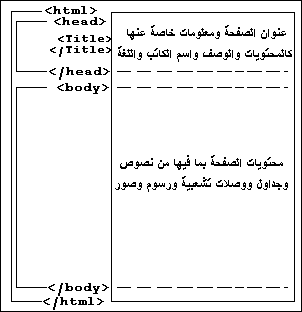 <html>
<head>
عنوان الصفحة ومعلومات خاصة عنها
<Title>
</Title>
كالمحتويات والوصف واسم الكاتب واللغة
</head>
<body>
محتويات الصفحة بما فيها من نصوص
وجداول ووصلات تشعبية ورسوم وصور
</body>
</html>